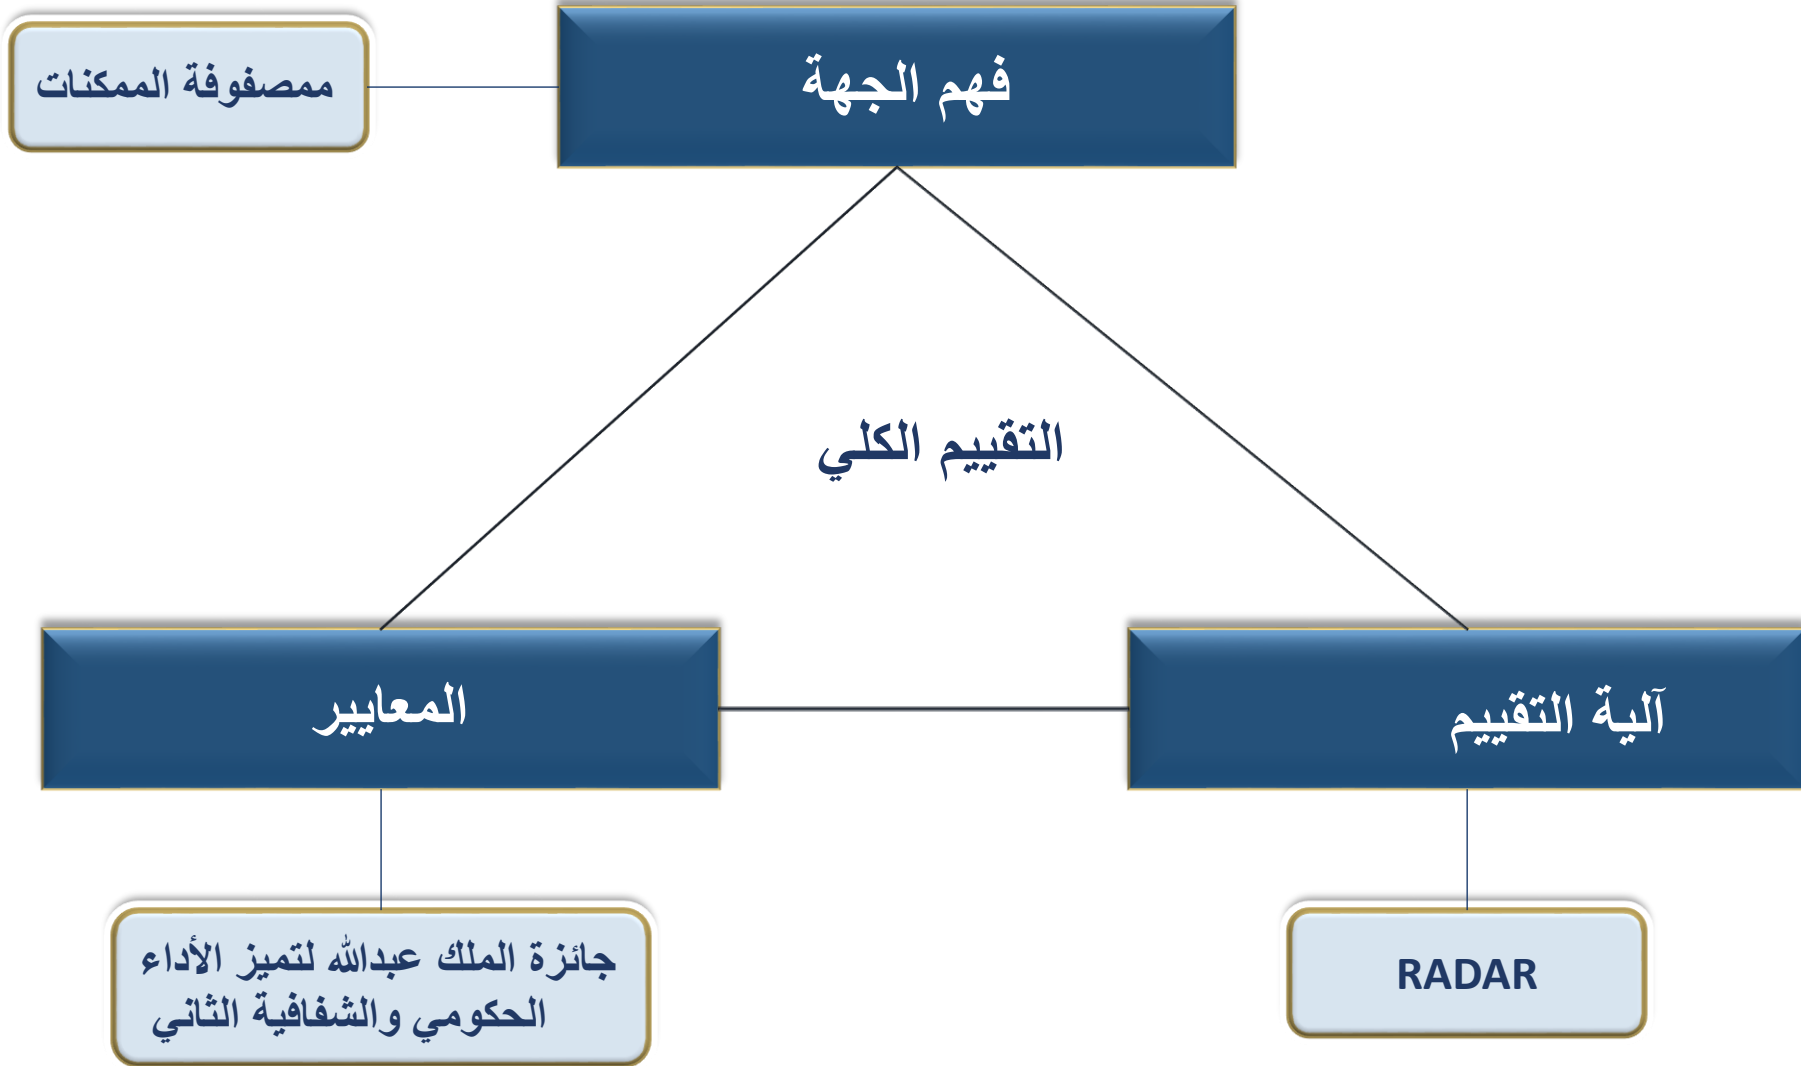 فهم الجهة
ممصفوفة الممكنات
التقييم الكلي
آلية التقييم
المعايير
RADAR
جائزة الملك عبدالله لتميز الأداء
الحكومي والشفافية الثاني